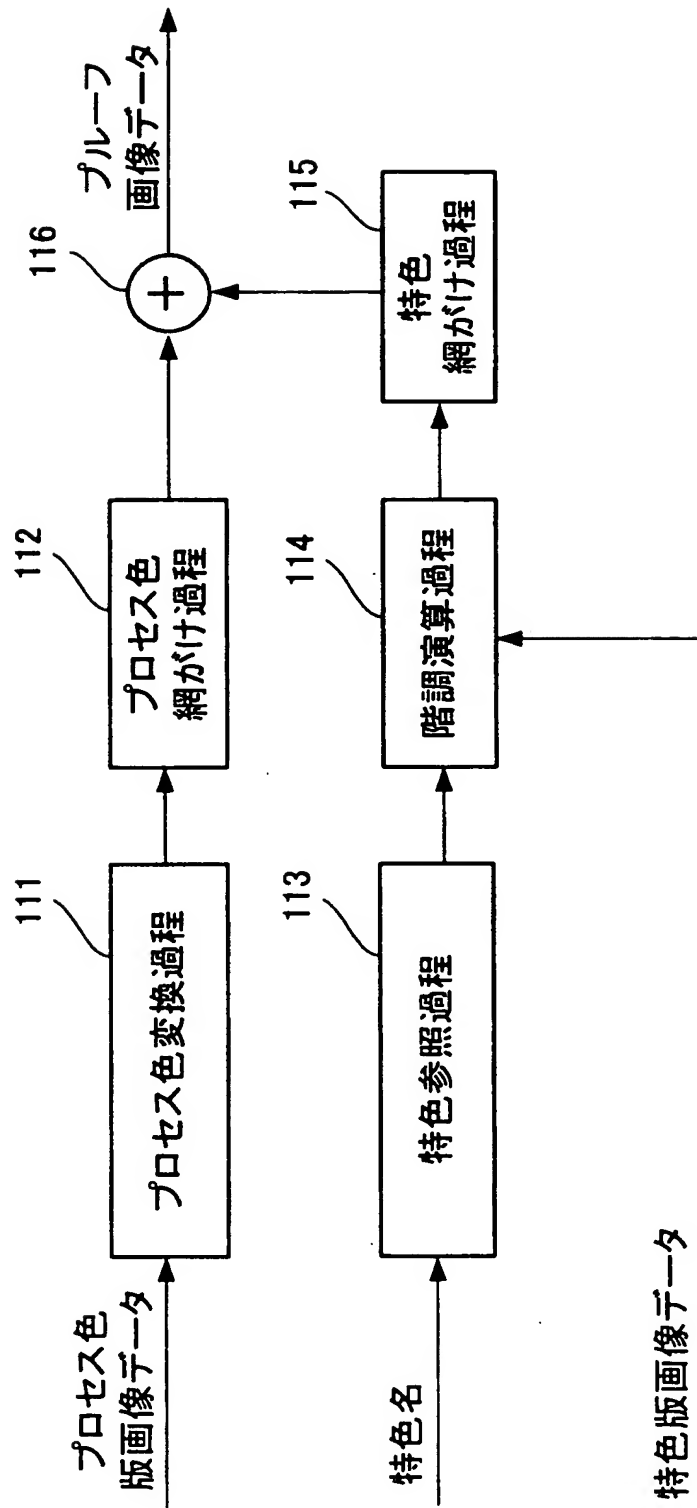 プロセス色
版画像データ
111
プロセス色変換過程
112
プロセス色
網がけ過程
116
+
プルーフ
画像データ
特色名
113
特色参照過程
114
階調演算過程
115
特色
網がけ過程
特色版画像データ